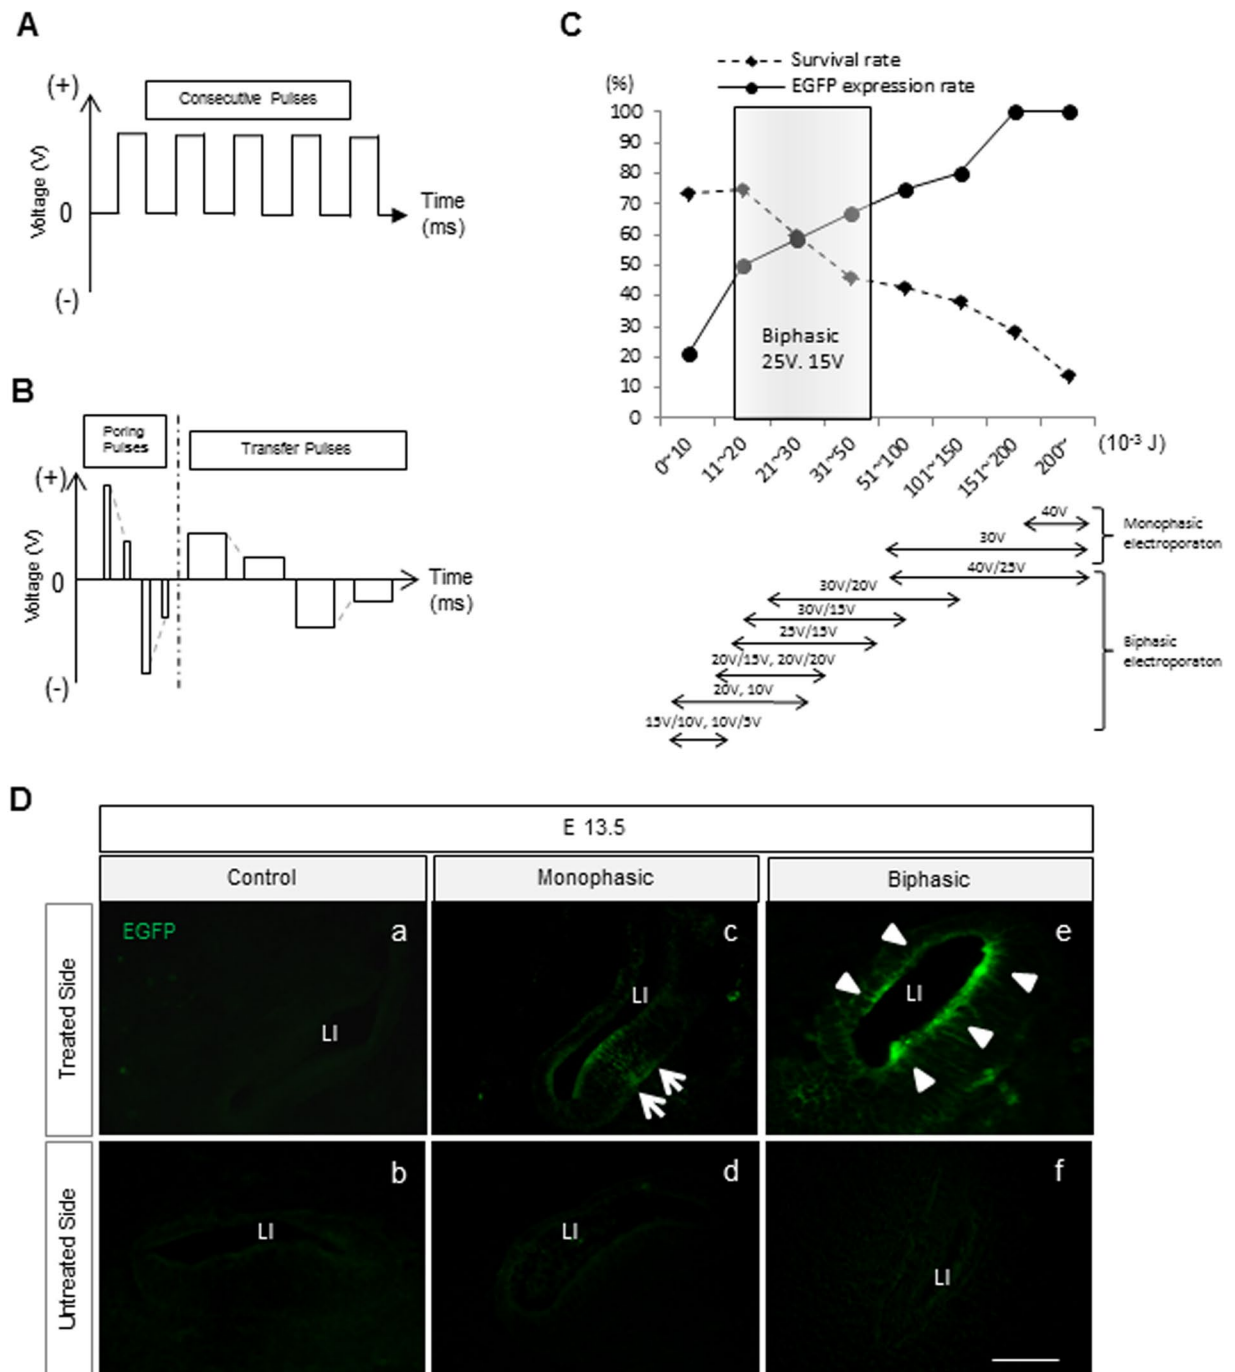 A
(+)
Consecutive Pulses
Voltage (V)
0
Time
(ms)
(-)
B
Poring
Pulses
Transfer Pulses
(+)
Voltage (V)
0
Time
(ms)
(-)
C
Survival rate
EGFP expression rate
(%)
100
90
80
70
60
50
40
30
20
10
0
Biphasic
25V. 15V
0~10
11~20
21~30
31~50
51~100
101~150
151~200
200~
(10⁻³ J)
40V
30V
Monophasic
electroporaton
40V/25V
30V/20V
30V/15V
25V/15V
20V/15V, 20V/20V
20V, 10V
15V/10V, 10V/5V
Biphasic
electroporaton
D
E 13.5
Control
Monophasic
Biphasic
Treated Side
EGFP
a
LI
c
LI
e
LI
Untreated Side
b
LI
d
LI
f
LI